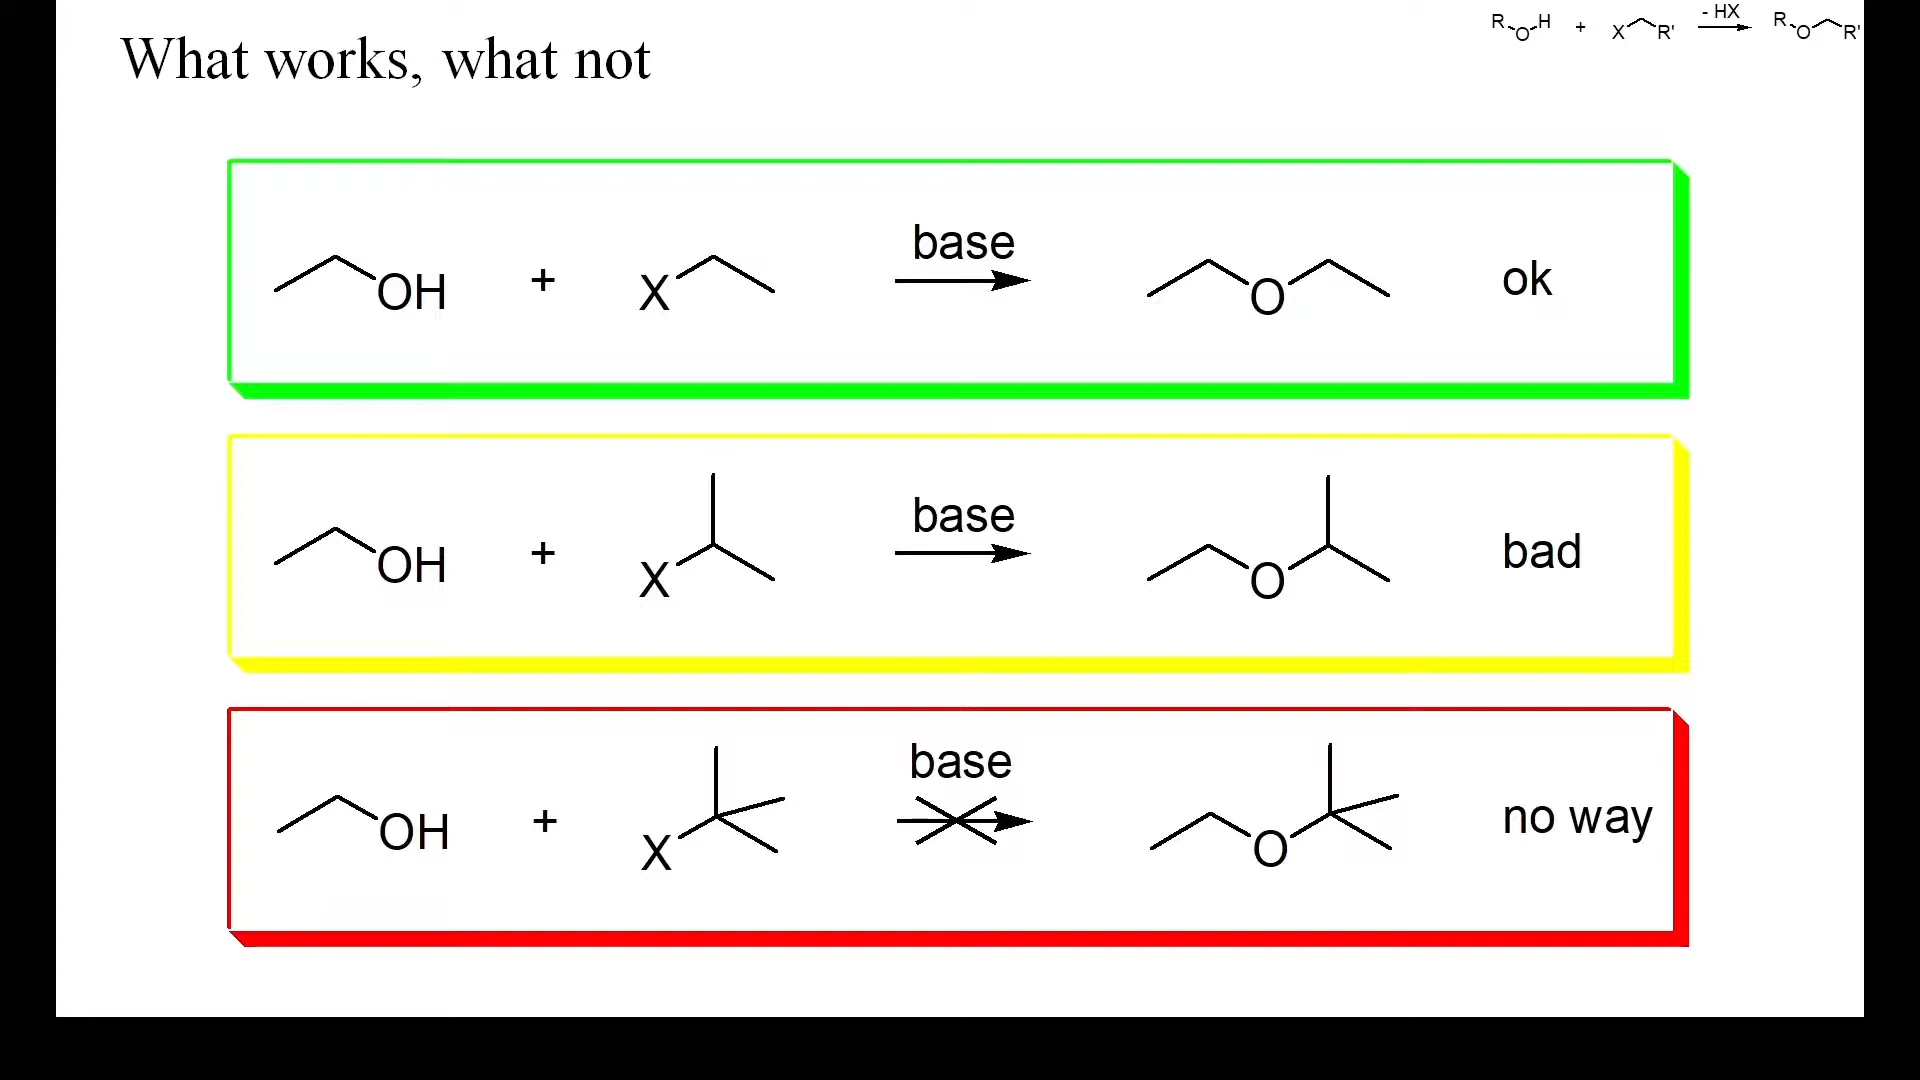 What works, what not
R O H + X R' - HX R O R'
base
OH + X O ok
base
OH + X O bad
base
OH + X O no way